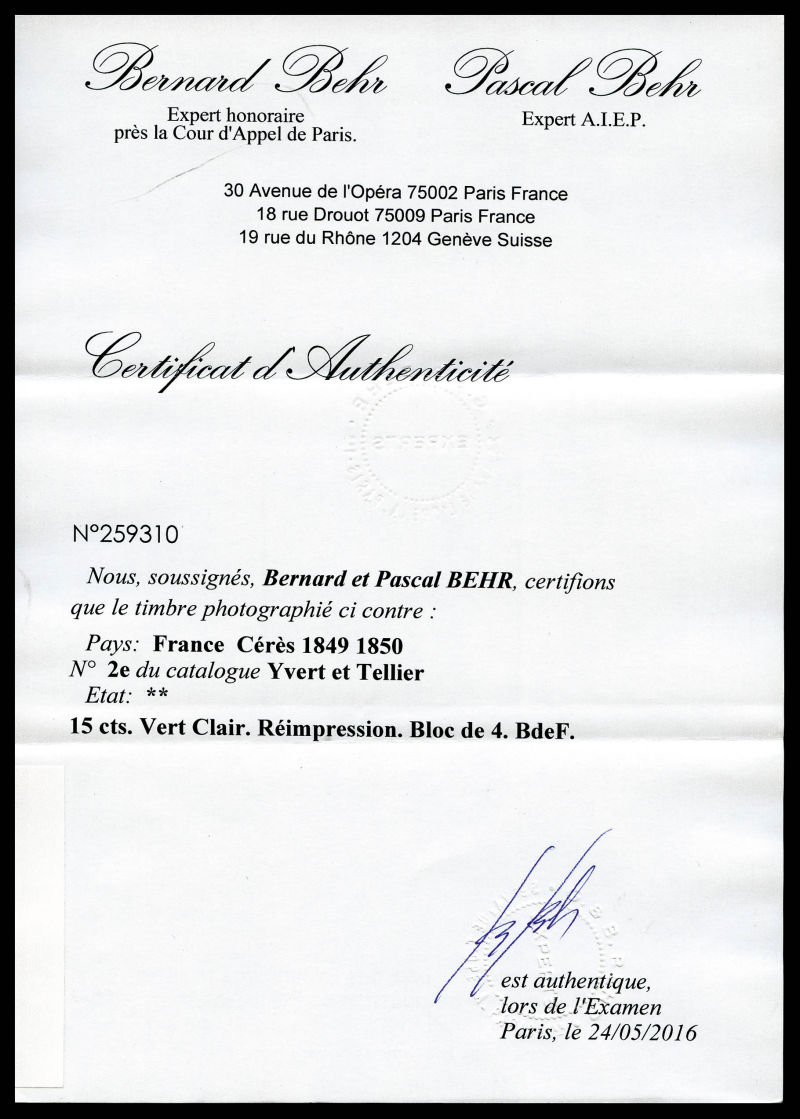 Bernard Behr
Expert honoraire
près la Cour d'Appel de Paris.
Pascal Behr
Expert A.I.E.P.
30 Avenue de l'Opéra 75002 Paris France
18 rue Drouot 75009 Paris France
19 rue du Rhône 1204 Genève Suisse
Certificat d'Authenticité
EXPERTS
N°259310
Nous, soussignés, Bernard et Pascal BEHR, certifions
que le timbre photographié ci contre :
Pays: France Cérès 1849 1850
N° 2e du catalogue Yvert et Tellier
Etat: **
15 cts. Vert Clair. Réimpression. Bloc de 4. BdeF.
est authentique,
lors de l'Examen
Paris, le 24/05/2016